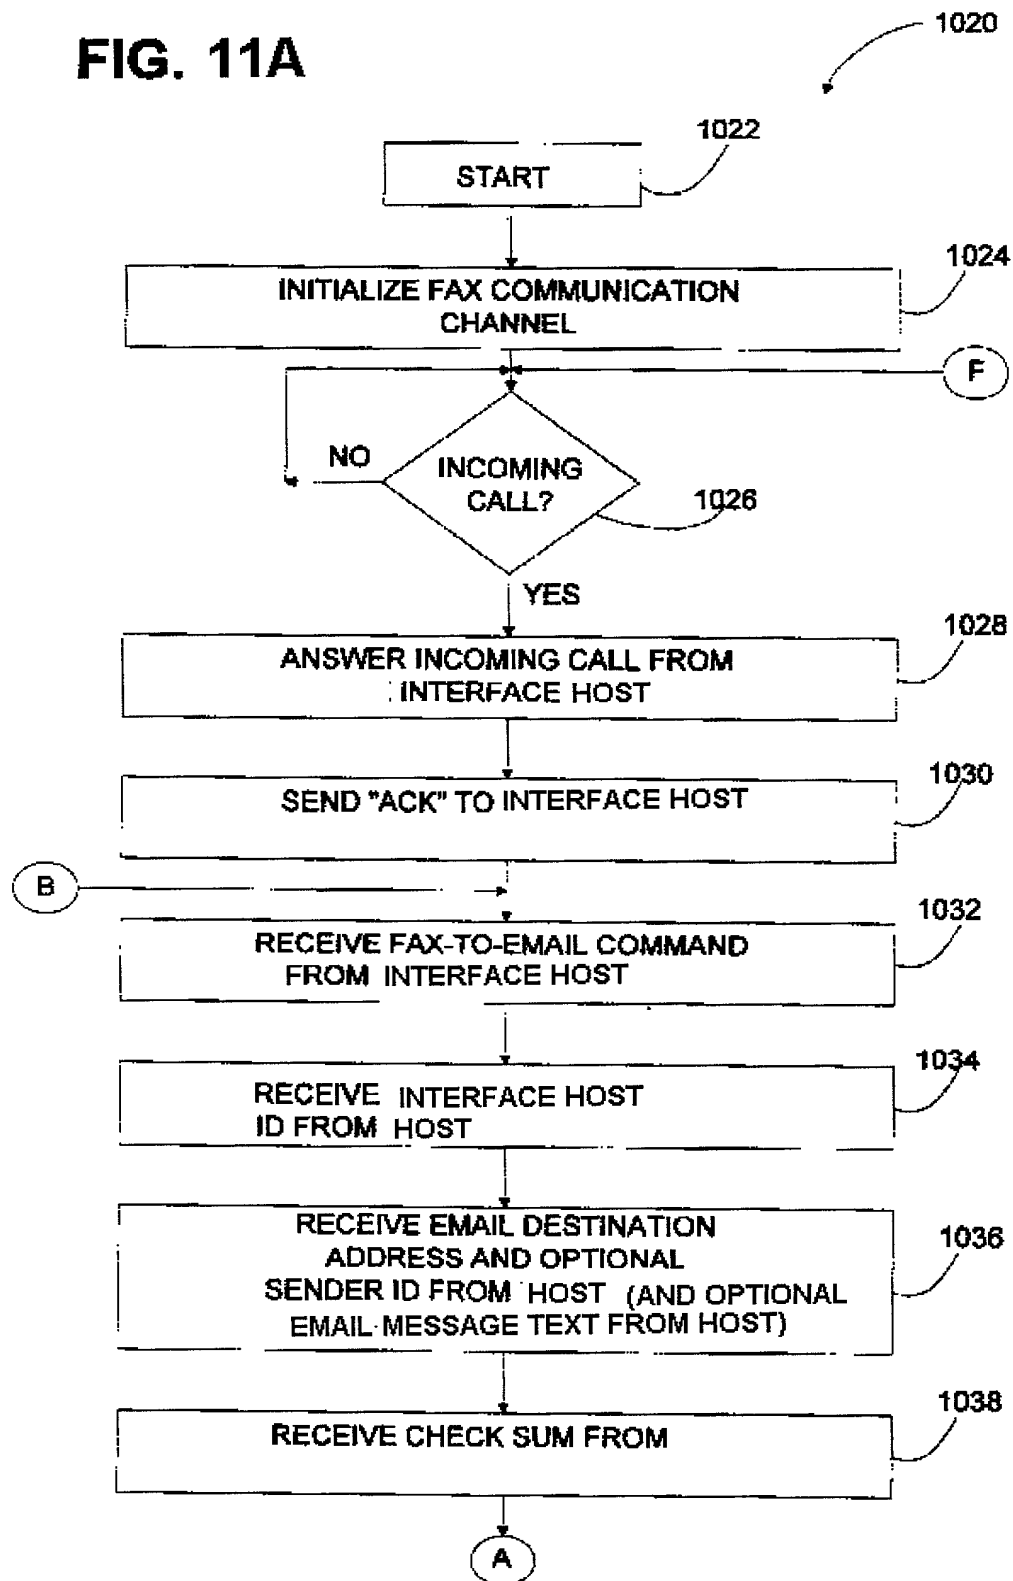 FIG. 11A
1020
1022
START
1024
INITIALIZE FAX COMMUNICATION
CHANNEL
F
NO
INCOMING
CALL?
1026
YES
1028
ANSWER INCOMING CALL FROM
INTERFACE HOST
1030
SEND "ACK" TO INTERFACE HOST
B
1032
RECEIVE FAX-TO-EMAIL COMMAND
FROM INTERFACE HOST
1034
RECEIVE INTERFACE HOST
ID FROM HOST
RECEIVE EMAIL DESTINATION
ADDRESS AND OPTIONAL
1036
SENDER ID FROM HOST (AND OPTIONAL
EMAIL MESSAGE TEXT FROM HOST)
1038
RECEIVE CHECK SUM FROM
A